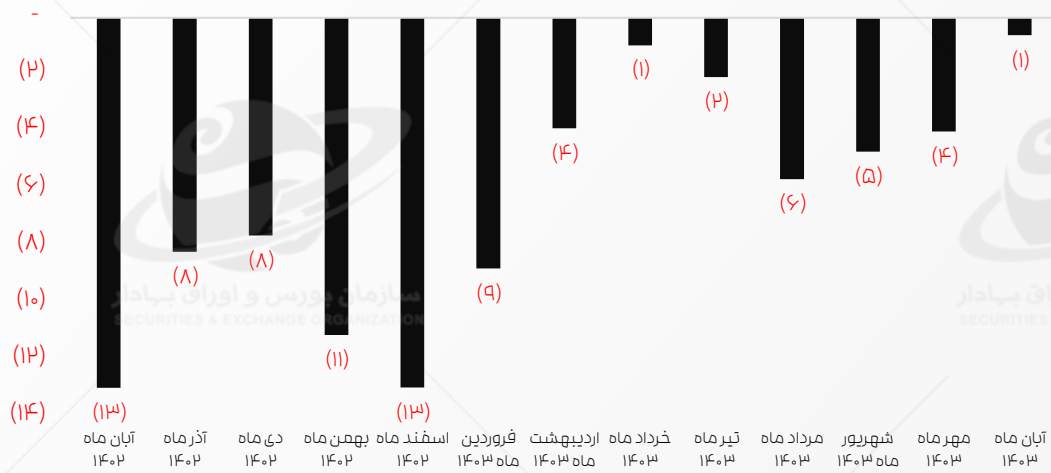 -
(۲)
(۴)
(۶)
(۸)
(۱۰)
(۱۲)
(۱۴)
(۱۳)
(۸)
(۸)
(۱۱)
(۱۳)
(۹)
(۴)
(۱)
(۲)
(۶)
(۵)
(۴)
(۱)
آبان ماه
۱۴۰۲
آذر ماه
۱۴۰۲
دی ماه
۱۴۰۲
بهمن ماه
۱۴۰۲
اسفند ماه
۱۴۰۲
فروردین
ماه ۱۴۰۳
اردیبهشت
ماه ۱۴۰۳
خرداد ماه
۱۴۰۳
تیر ماه
۱۴۰۳
مرداد ماه
۱۴۰۳
شهریور
ماه ۱۴۰۳
مهر ماه
۱۴۰۳
آبان ماه
۱۴۰۳
سازمان بورس و اوراق بهادار
SECURITIES & EXCHANGE ORGANIZATION
اق بهادار
SECURITIES